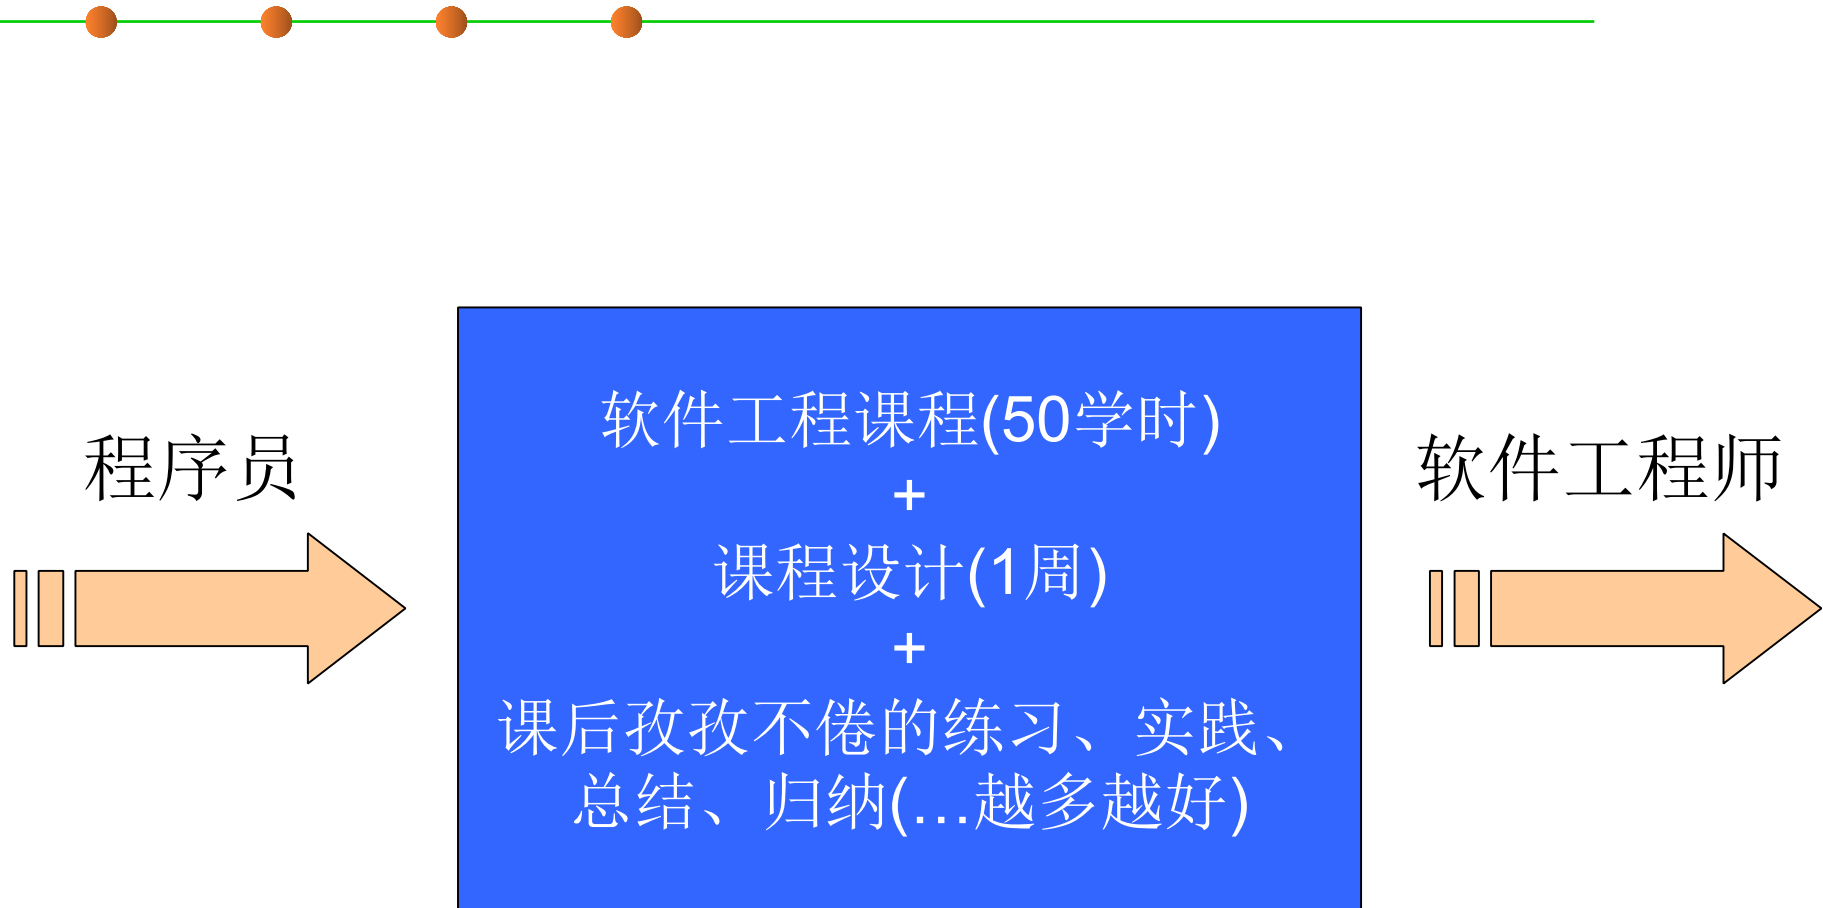 程序员
软件工程课程(50学时)
+
课程设计(1周)
+
课后孜孜不倦的练习、实践、
总结、归纳(...越多越好)
软件工程师